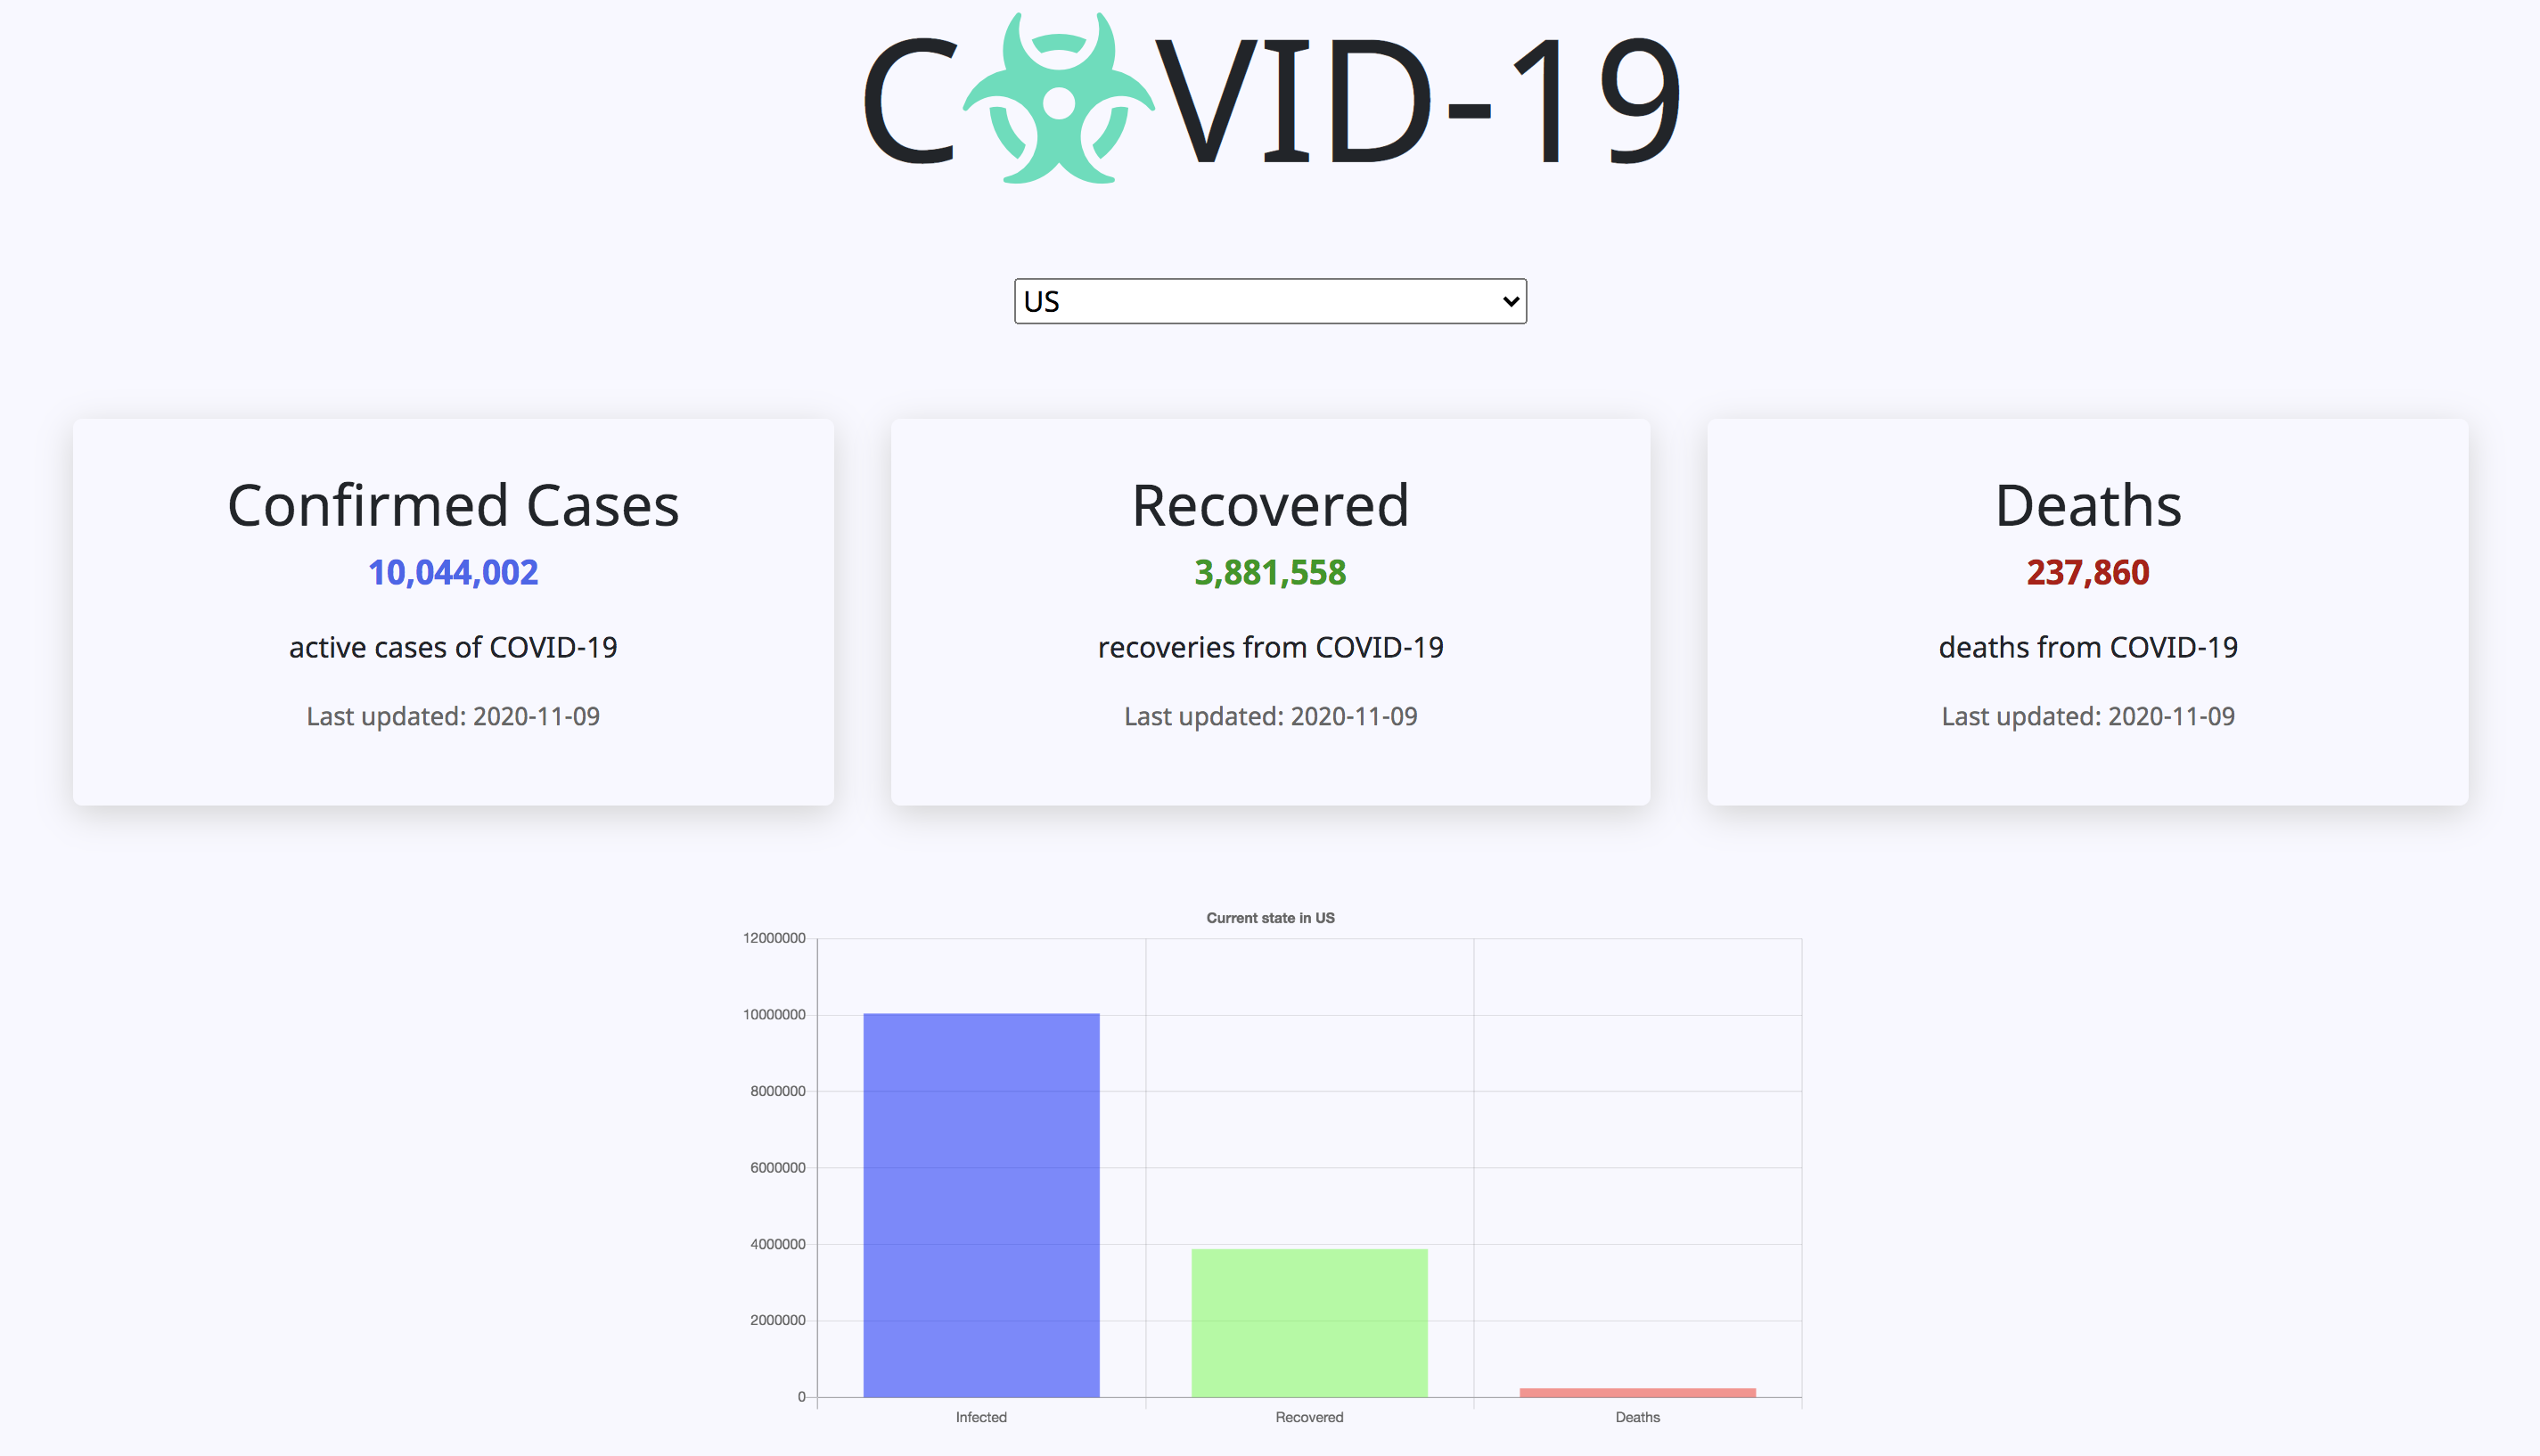 C VID-19
US
Confirmed Cases
10,044,002
active cases of COVID-19
Last updated: 2020-11-09
Recovered
3,881,558
recoveries from COVID-19
Last updated: 2020-11-09
Deaths
237,860
deaths from COVID-19
Last updated: 2020-11-09
Current state in US
12000000
10000000
8000000
6000000
4000000
2000000
0
Infected
Recovered
Deaths